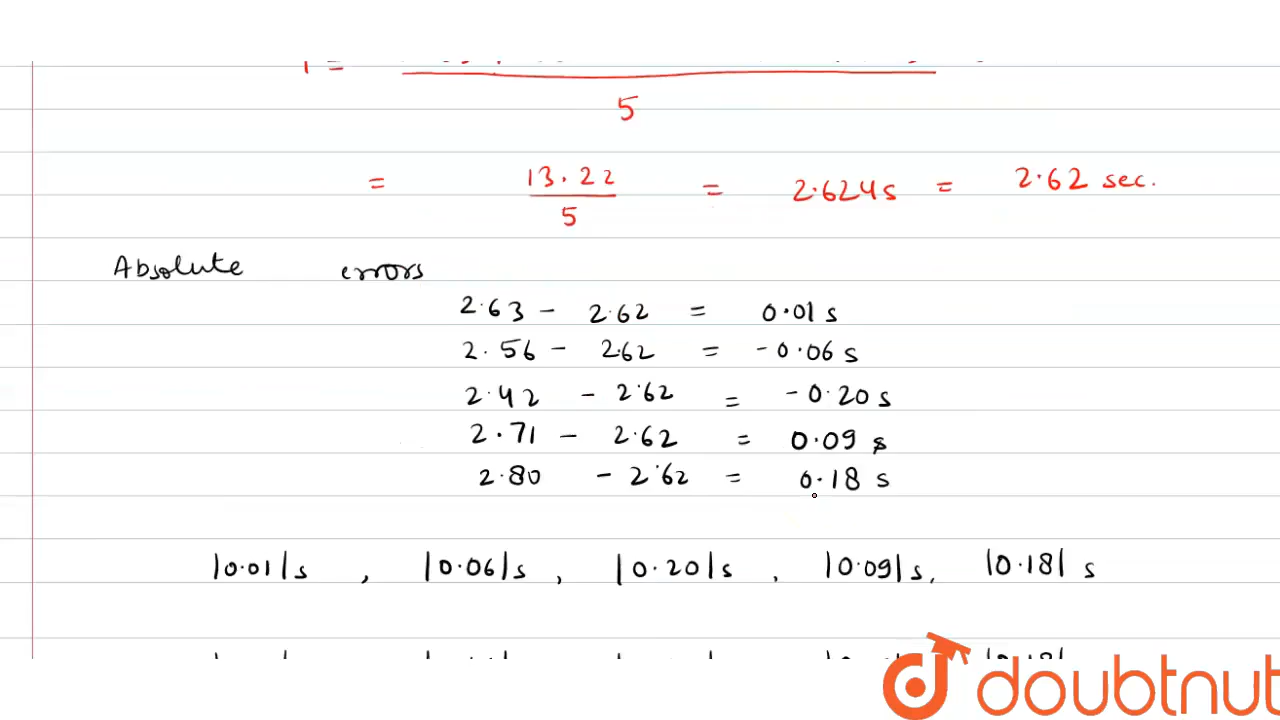 5
= 13.22 / 5 = 2.624s = 2.62 sec.
Absolute errors
2.63 - 2.62 = 0.01 s
2.56 - 2.62 = -0.06 s
2.42 - 2.62 = -0.20 s
2.71 - 2.62 = 0.09 s
2.80 - 2.62 = 0.18 s
|0.01|s , |0.06|s , |0.20|s , |0.09|s, |0.18| s
doubtnut